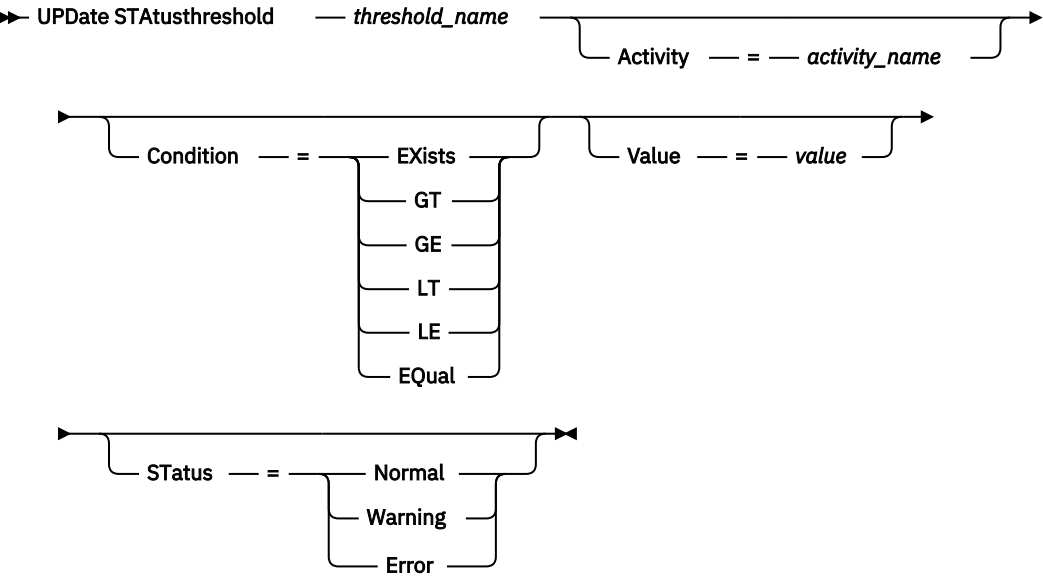 UPDate STAtusthreshold threshold_name
Activity = activity_name
Condition = EXists Value = value
GT
GE
LT
LE
EQual
STatus = Normal
Warning
Error